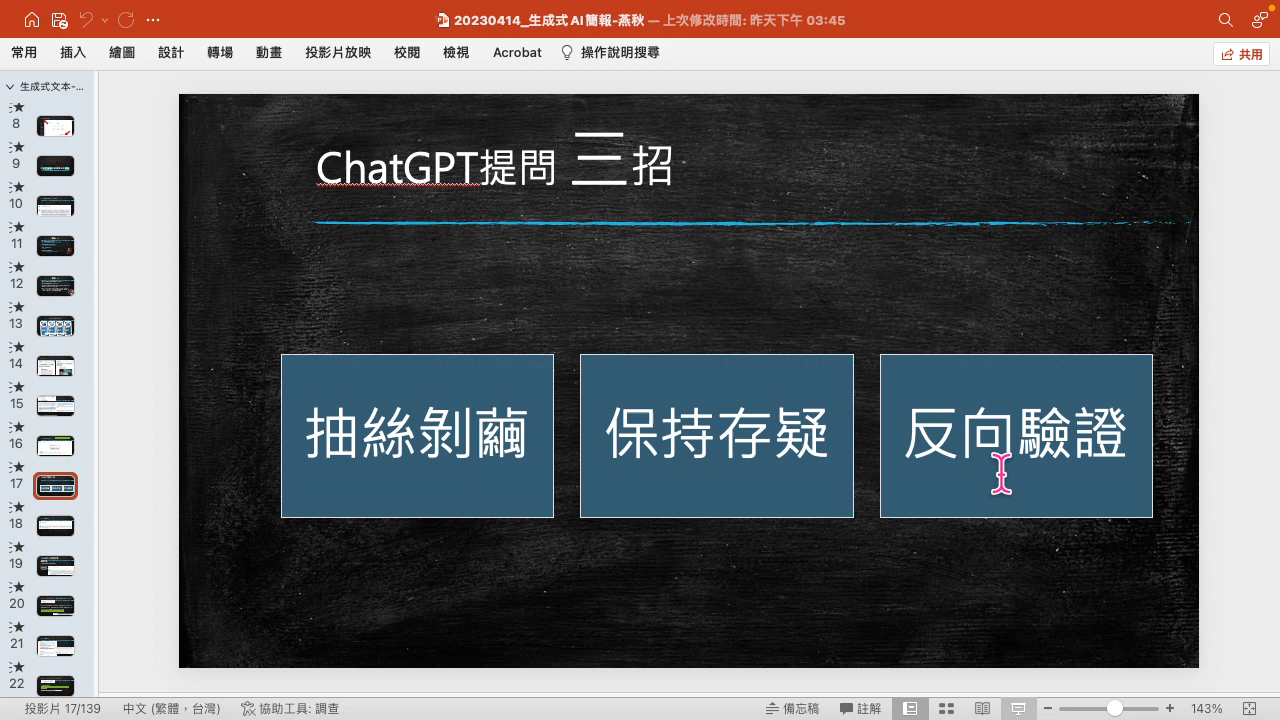 20230414_生成式 AI 簡報-燕秋 — 上次修改時間: 昨天下午 03:45
常用 插入 繪圖 設計 轉場 動畫 投影片放映 校閱 檢視 Acrobat 操作說明搜尋
共用
生成式文本-...
8
9
10
11
12
13
14
15
16
17
18
19
20
21
22
ChatGPT提問 三招
抽絲剝繭
保持存疑
反向驗證
投影片 17/139 中文 (繁體，台灣) 協助工具: 調查 備忘稿 註解 143%